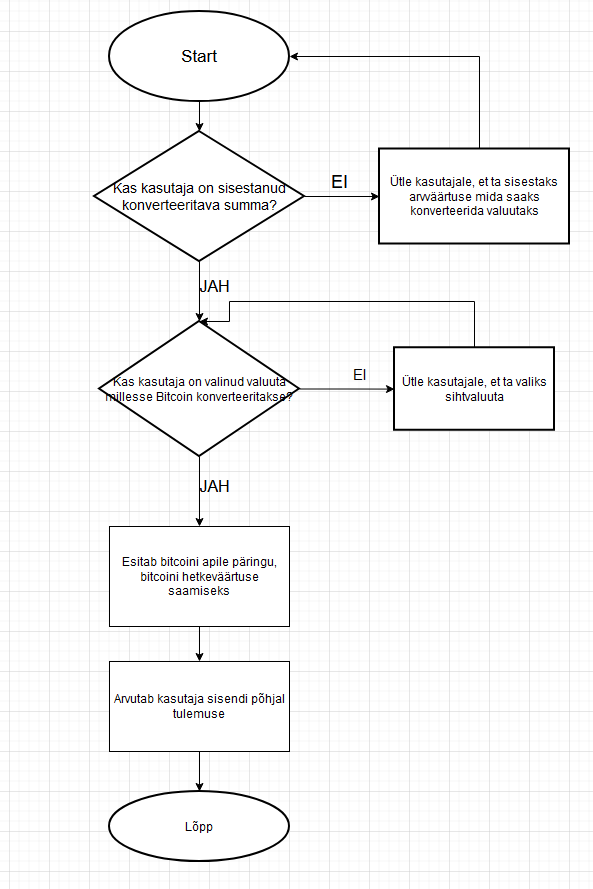 Start
Kas kasutaja on sisestanud
konverteeritava summa?
EI
Ütle kasutajale, et ta sisestaks
arvväärtuse mida saaks
konverteerida valuutaks
JAH
Kas kasutaja on valinud valuuta
millesse Bitcoin konverteeritakse?
EI
Ütle kasutajale, et ta valiks
sihtvaluuta
JAH
Esitab bitcoini apile päringu,
bitcoini hetkeväärtuse
saamiseks
Arvutab kasutaja sisendi põhjal
tulemuse
Lõpp